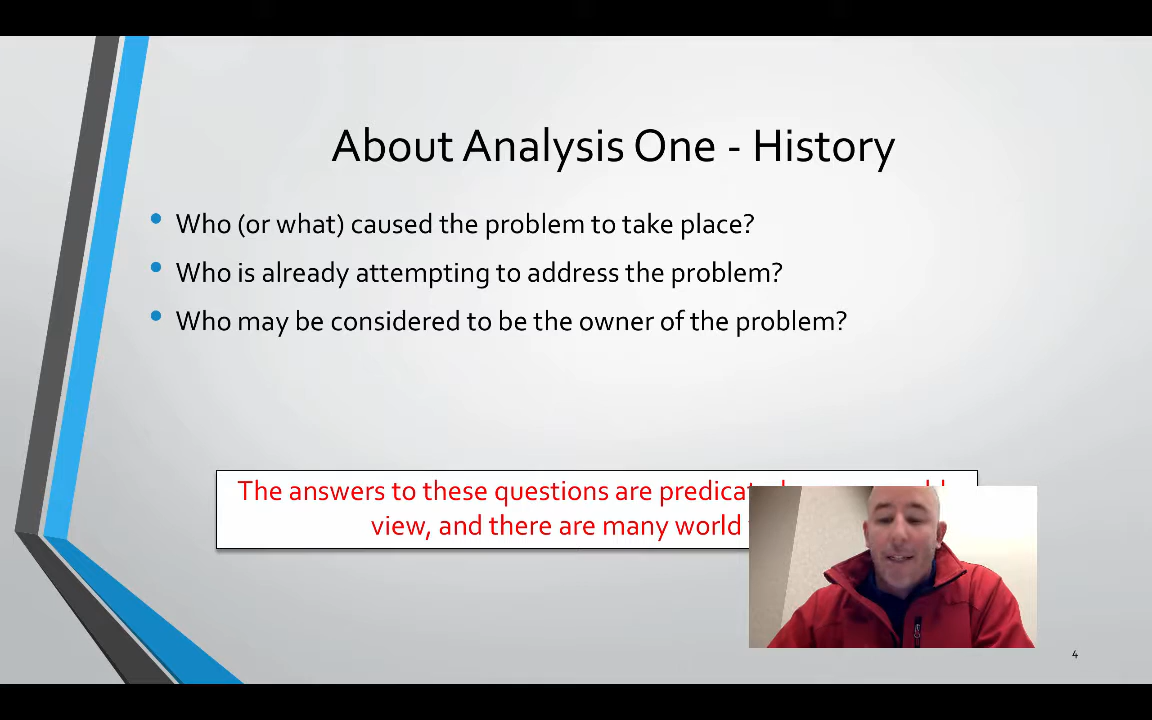 About Analysis One - History
• Who (or what) caused the problem to take place?
• Who is already attempting to address the problem?
• Who may be considered to be the owner of the problem?
The answers to these questions are
view, and there are many world
4